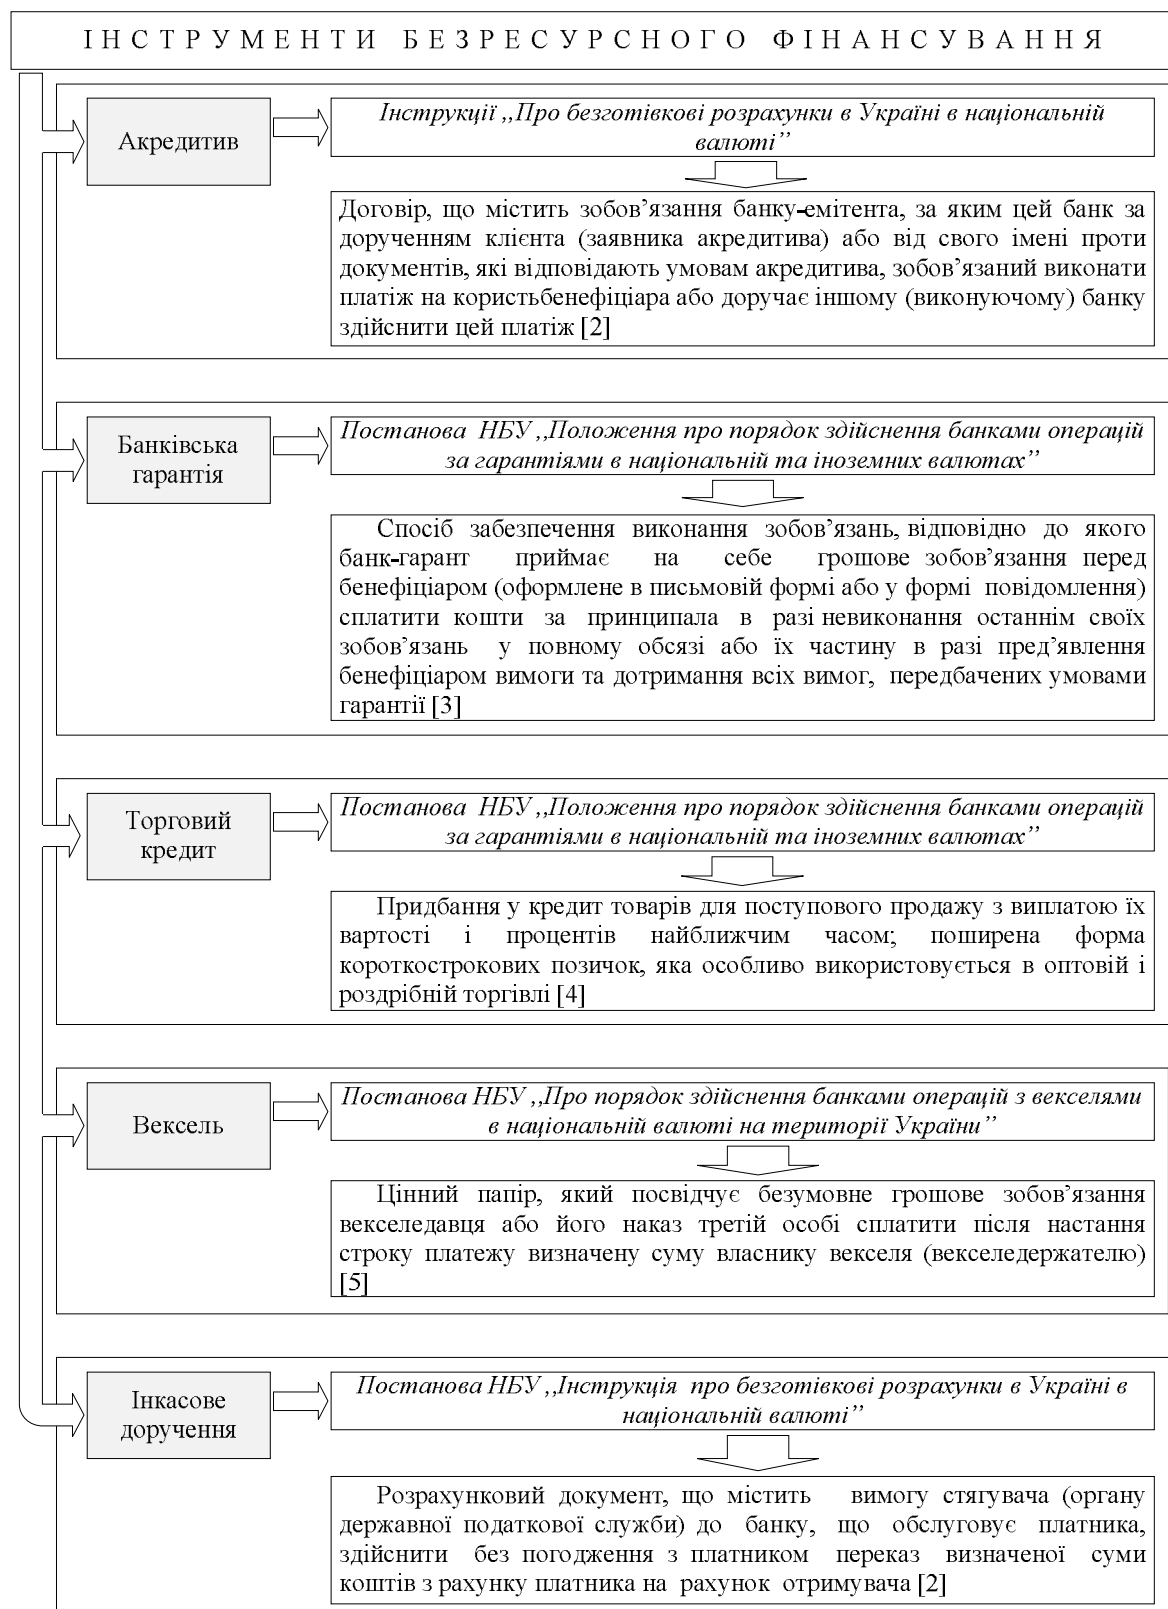 ІНСТРУМЕНТИ БЕЗРЕСУРСНОГО ФІНАНСУВАННЯ
Акредитив
Інструкції ,,Про безготівкові розрахунки в Україні в національній
валюті”
Договір, що містить зобов’язання банку-емітента, за яким цей банк за
дорученням клієнта (заявника акредитива) або від свого імені проти
документів, які відповідають умовам акредитива, зобов’язаний виконати
платіж на користьбенефіціара або доручає іншому (виконуючому) банку
здійснити цей платіж [2]
Банківська
гарантія
Постанова НБУ ,,Положення про порядок здійснення банками операцій
за гарантіями в національній та іноземних валютах”
Спосіб забезпечення виконання зобов’язань, відповідно до якого
банк-гарант приймає на себе грошове зобов’язання перед
бенефіціаром (оформлене в письмовій формі або у формі повідомлення)
сплатити кошти за принципала в разі невиконання останнім своїх
зобов’язань у повному обсязі або їх частину в разі пред’явлення
бенефіціаром вимоги та дотримання всіх вимог, передбачених умовами
гарантії [3]
Торговий
кредит
Постанова НБУ ,,Положення про порядок здійснення банками операцій
за гарантіями в національній та іноземних валютах”
Придбання у кредит товарів для поступового продажу з виплатою їх
вартості і процентів найближчим часом; поширена форма
короткострокових позичок, яка особливо використовується в оптовій і
роздрібній торгівлі [4]
Вексель
Постанова НБУ ,,Про порядок здійснення банками операцій з векселями
в національній валюті на території України”
Цінний папір, який посвідчує безумовне грошове зобов’язання
векселедавця або його наказ третій особі сплатити після настання
строку платежу визначену суму власнику векселя (векселедержателю)
[5]
Інкасове
доручення
Постанова НБУ ,,Інструкція про безготівкові розрахунки в Україні в
національній валюті”
Розрахунковий документ, що містить вимогу стягувача (органу
державної податкової служби) до банку, що обслуговує платника,
здійснити без погодження з платником переказ визначеної суми
коштів з рахунку платника на рахунок отримувача [2]